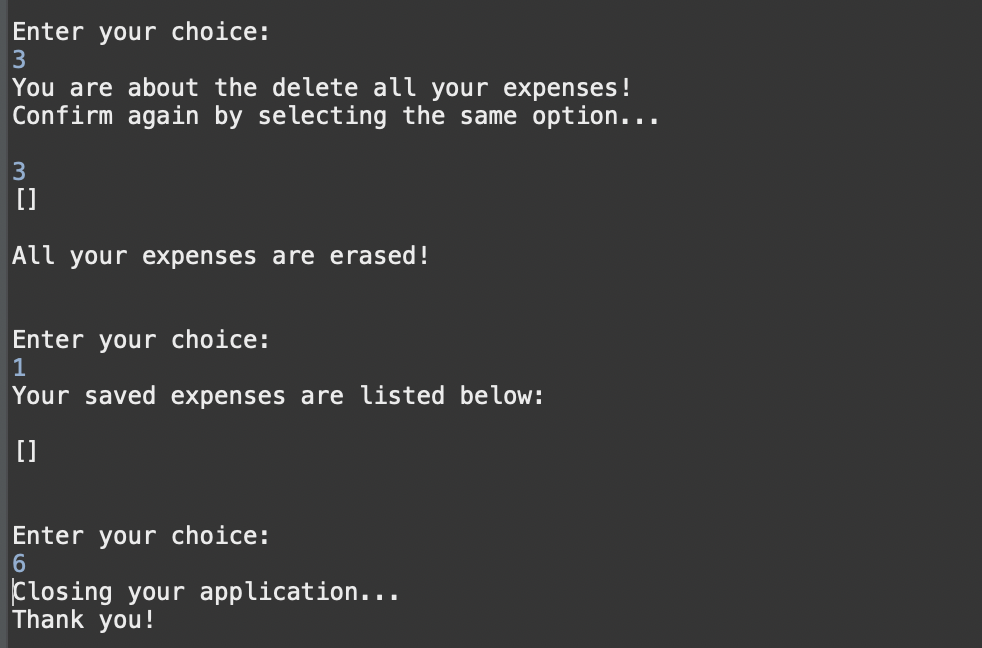 Enter your choice:
3
You are about the delete all your expenses!
Confirm again by selecting the same option...
3
[]
All your expenses are erased!
Enter your choice:
1
Your saved expenses are listed below:
[]
Enter your choice:
6
Closing your application...
Thank you!